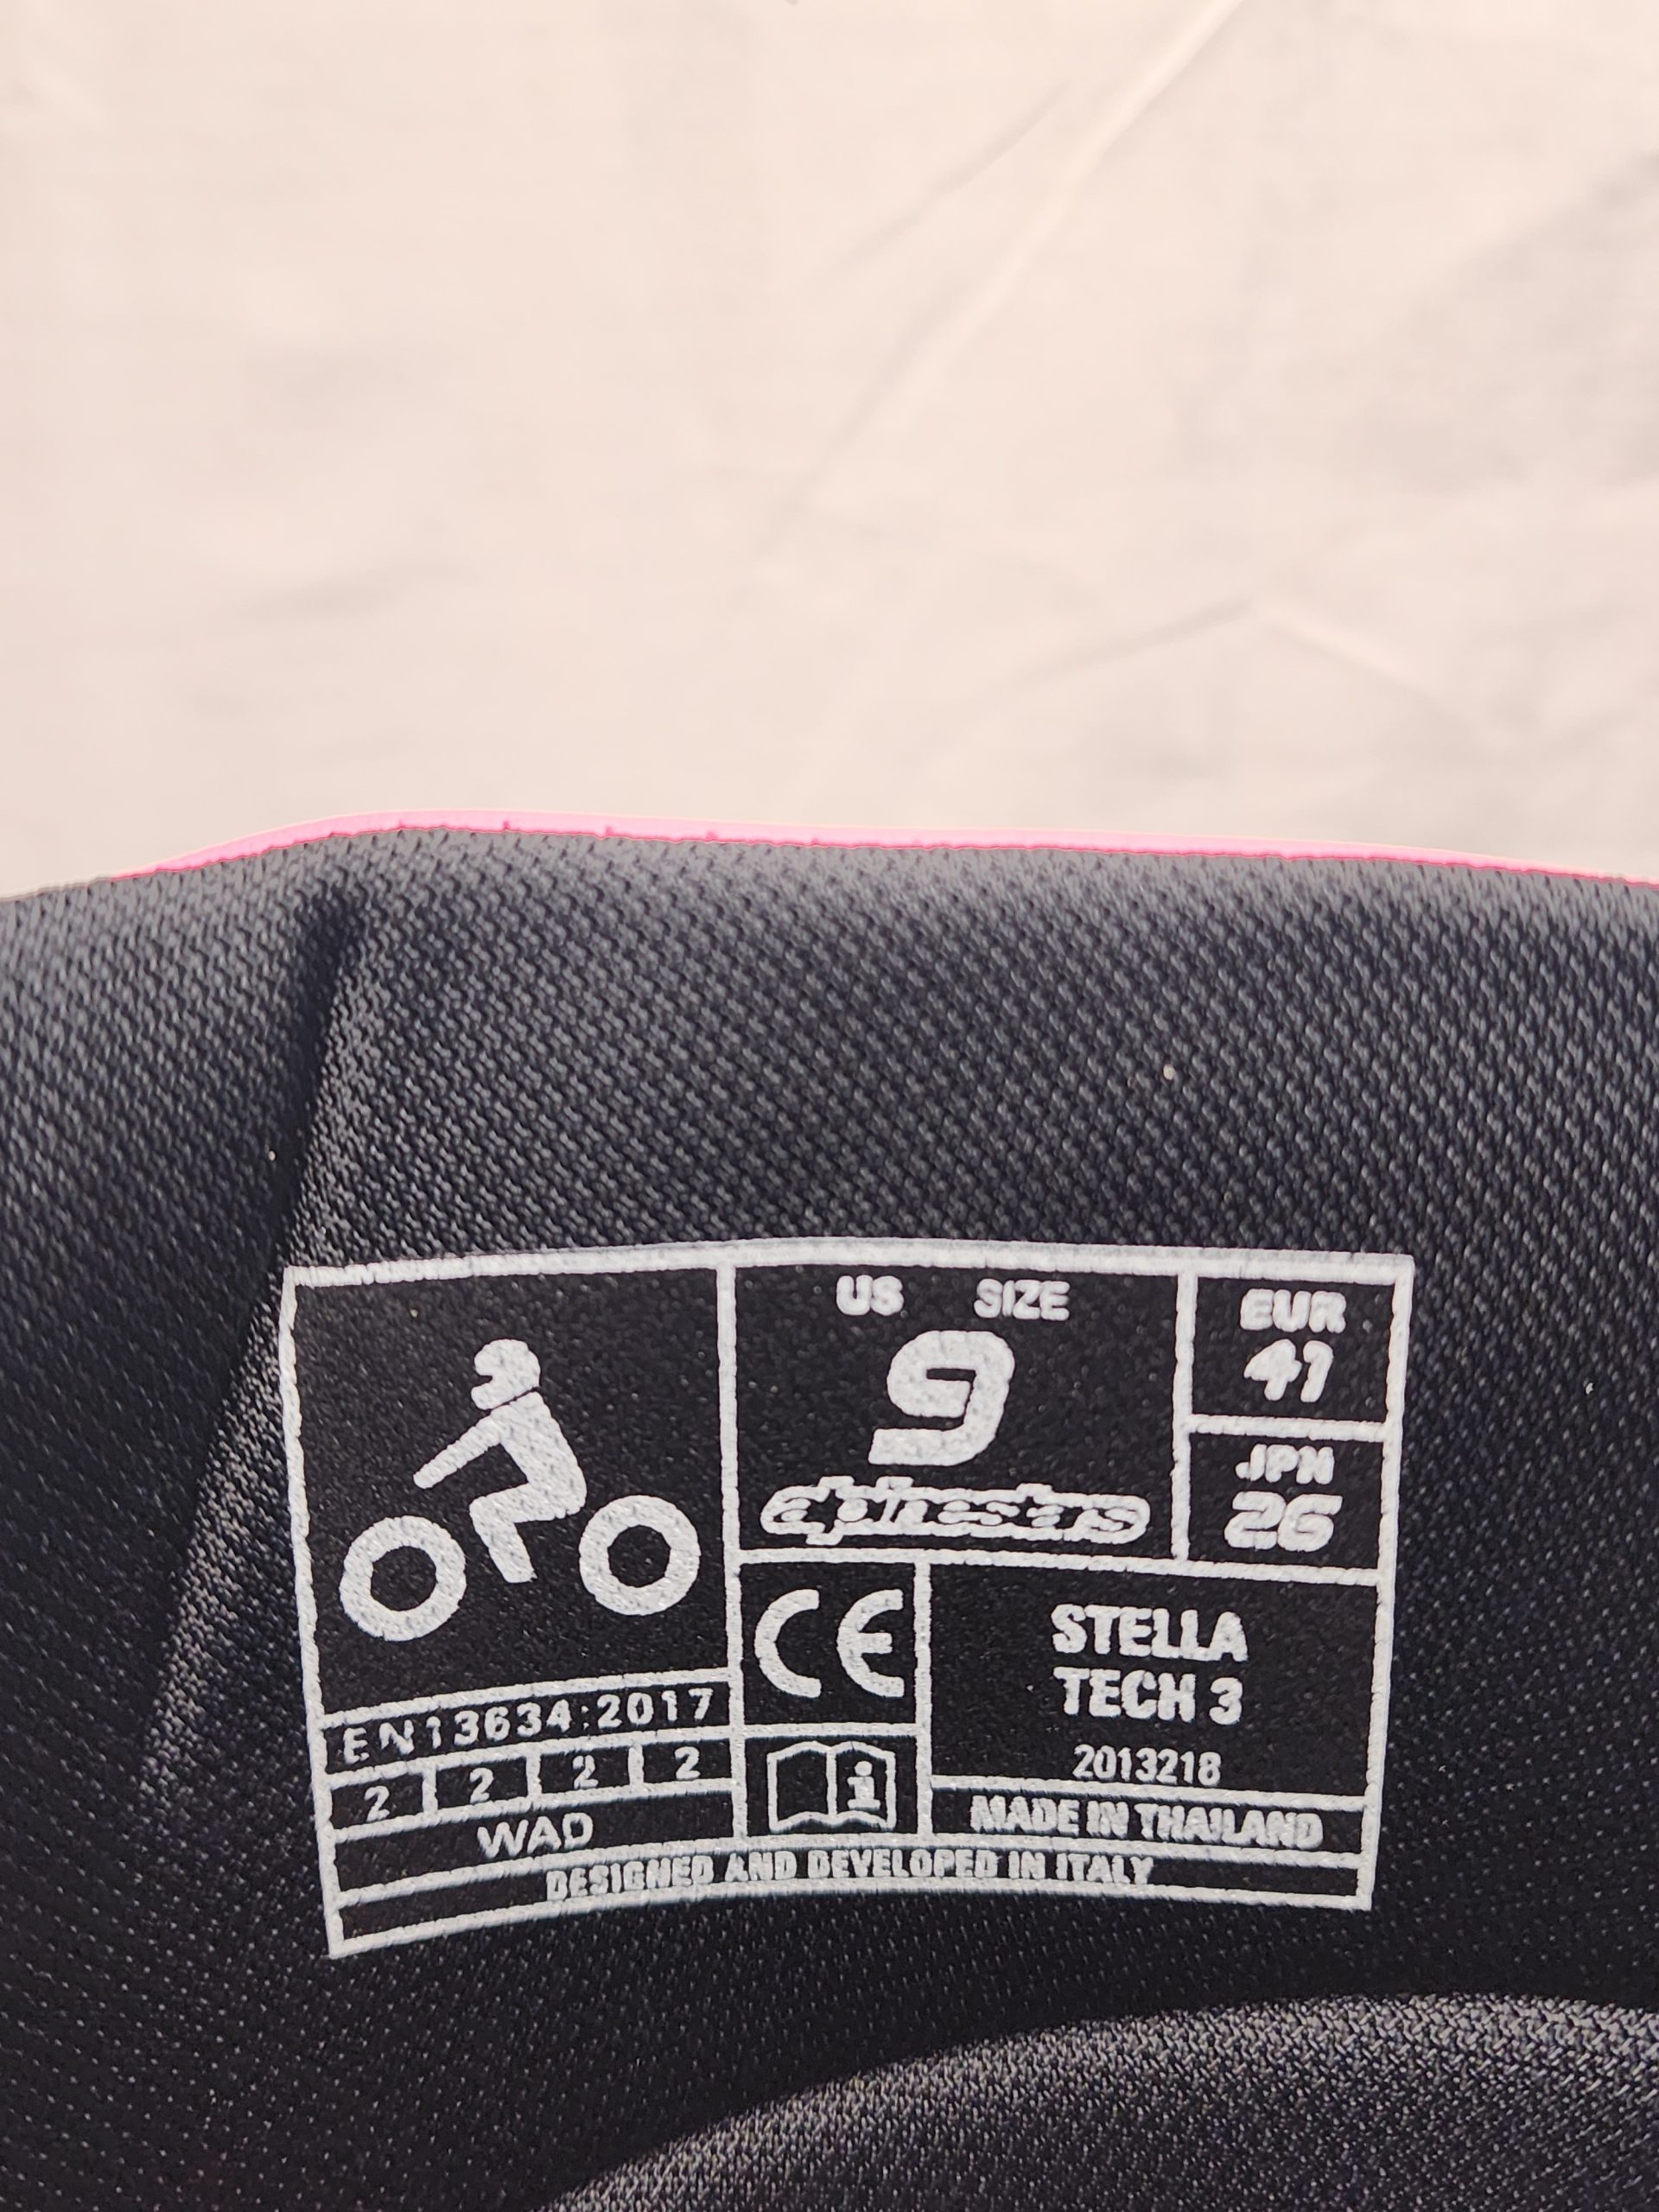 US SIZE
9
alpinestars
EUR
41
JPN
26
CE
EN13634:2017
2 2 2 2
WAD
i
STELLA
TECH 3
2013218
MADE IN THAILAND
DESIGNED AND DEVELOPED IN ITALY